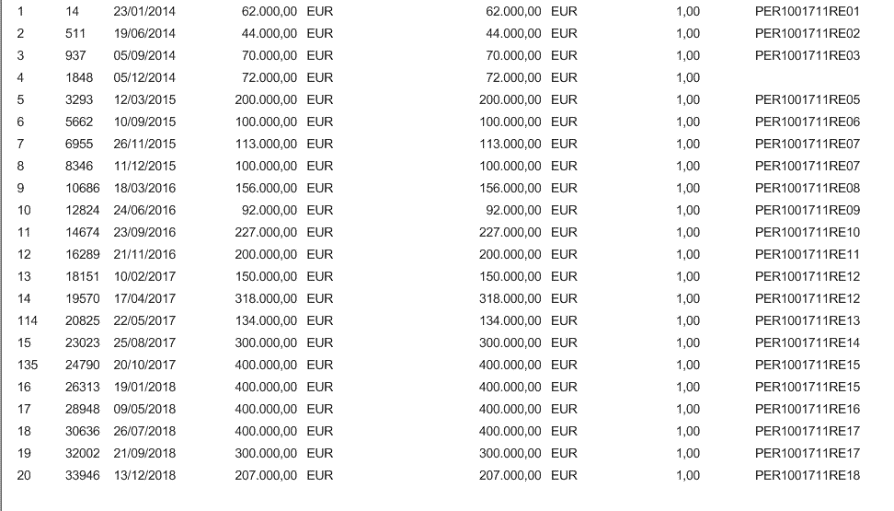 1 14 23/01/2014 62.000,00 EUR 62.000,00 EUR 1,00 PER1001711RE01
2 511 19/06/2014 44.000,00 EUR 44.000,00 EUR 1,00 PER1001711RE02
3 937 05/09/2014 70.000,00 EUR 70.000,00 EUR 1,00 PER1001711RE03
4 1848 05/12/2014 72.000,00 EUR 72.000,00 EUR 1,00
5 3293 12/03/2015 200.000,00 EUR 200.000,00 EUR 1,00 PER1001711RE05
6 5662 10/09/2015 100.000,00 EUR 100.000,00 EUR 1,00 PER1001711RE06
7 6955 26/11/2015 113.000,00 EUR 113.000,00 EUR 1,00 PER1001711RE07
8 8346 11/12/2015 100.000,00 EUR 100.000,00 EUR 1,00 PER1001711RE07
9 10686 18/03/2016 156.000,00 EUR 156.000,00 EUR 1,00 PER1001711RE08
10 12824 24/06/2016 92.000,00 EUR 92.000,00 EUR 1,00 PER1001711RE09
11 14674 23/09/2016 227.000,00 EUR 227.000,00 EUR 1,00 PER1001711RE10
12 16289 21/11/2016 200.000,00 EUR 200.000,00 EUR 1,00 PER1001711RE11
13 18151 10/02/2017 150.000,00 EUR 150.000,00 EUR 1,00 PER1001711RE12
14 19570 17/04/2017 318.000,00 EUR 318.000,00 EUR 1,00 PER1001711RE12
114 20825 22/05/2017 134.000,00 EUR 134.000,00 EUR 1,00 PER1001711RE13
15 23023 25/08/2017 300.000,00 EUR 300.000,00 EUR 1,00 PER1001711RE14
135 24790 20/10/2017 400.000,00 EUR 400.000,00 EUR 1,00 PER1001711RE15
16 26313 19/01/2018 400.000,00 EUR 400.000,00 EUR 1,00 PER1001711RE15
17 28948 09/05/2018 400.000,00 EUR 400.000,00 EUR 1,00 PER1001711RE16
18 30636 26/07/2018 400.000,00 EUR 400.000,00 EUR 1,00 PER1001711RE17
19 32002 21/09/2018 300.000,00 EUR 300.000,00 EUR 1,00 PER1001711RE17
20 33946 13/12/2018 207.000,00 EUR 207.000,00 EUR 1,00 PER1001711RE18